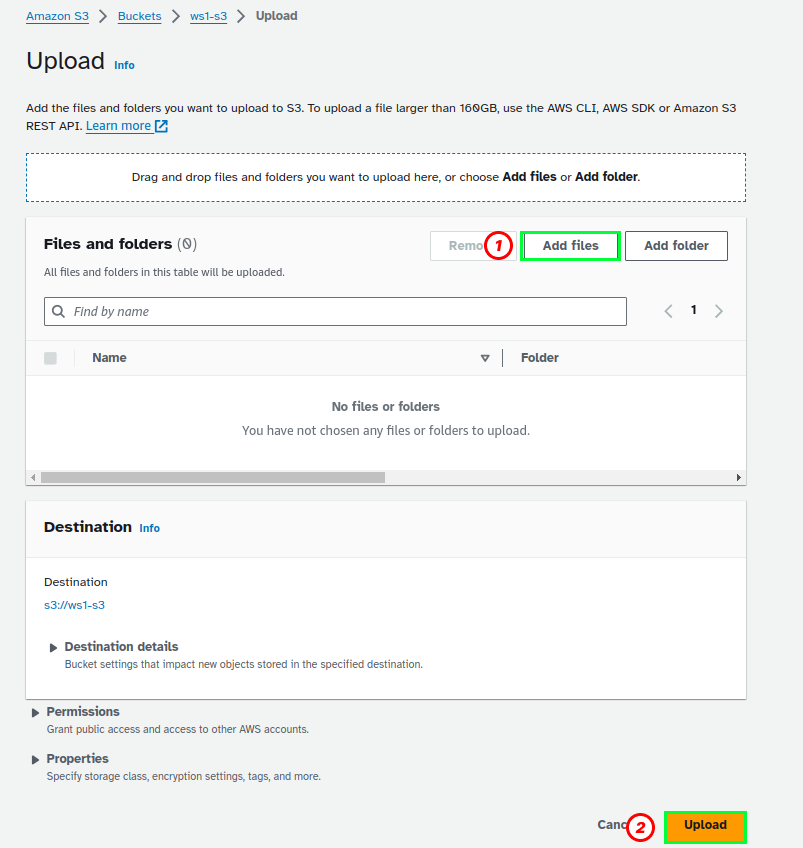 Amazon S3 > Buckets > ws1-s3 > Upload
Upload Info
Add the files and folders you want to upload to S3. To upload a file larger than 160GB, use the AWS CLI, AWS SDK or Amazon S3
REST API. Learn more
Drag and drop files and folders you want to upload here, or choose Add files or Add folder.
Files and folders (0)
Remo
1
Add files
Add folder
All files and folders in this table will be uploaded.
Find by name
1
Name
Folder
No files or folders
You have not chosen any files or folders to upload.
Destination Info
Destination
s3://ws1-s3
Destination details
Bucket settings that impact new objects stored in the specified destination.
Permissions
Grant public access and access to other AWS accounts.
Properties
Specify storage class, encryption settings, tags, and more.
Canc
2
Upload